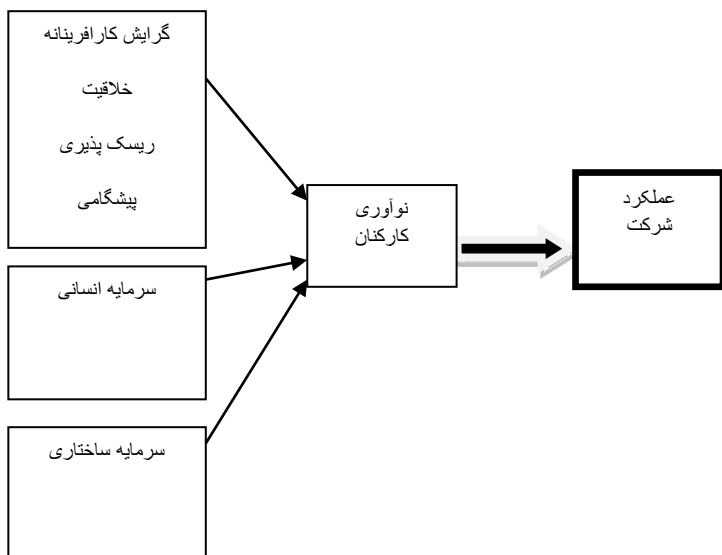 گرایش کارافرینانه
خلاقیت
ریسک پذیری
پیشگامی
سرمایه انسانی
سرمایه ساختاری
نوآوری
کارکنان
عملکرد
شرکت